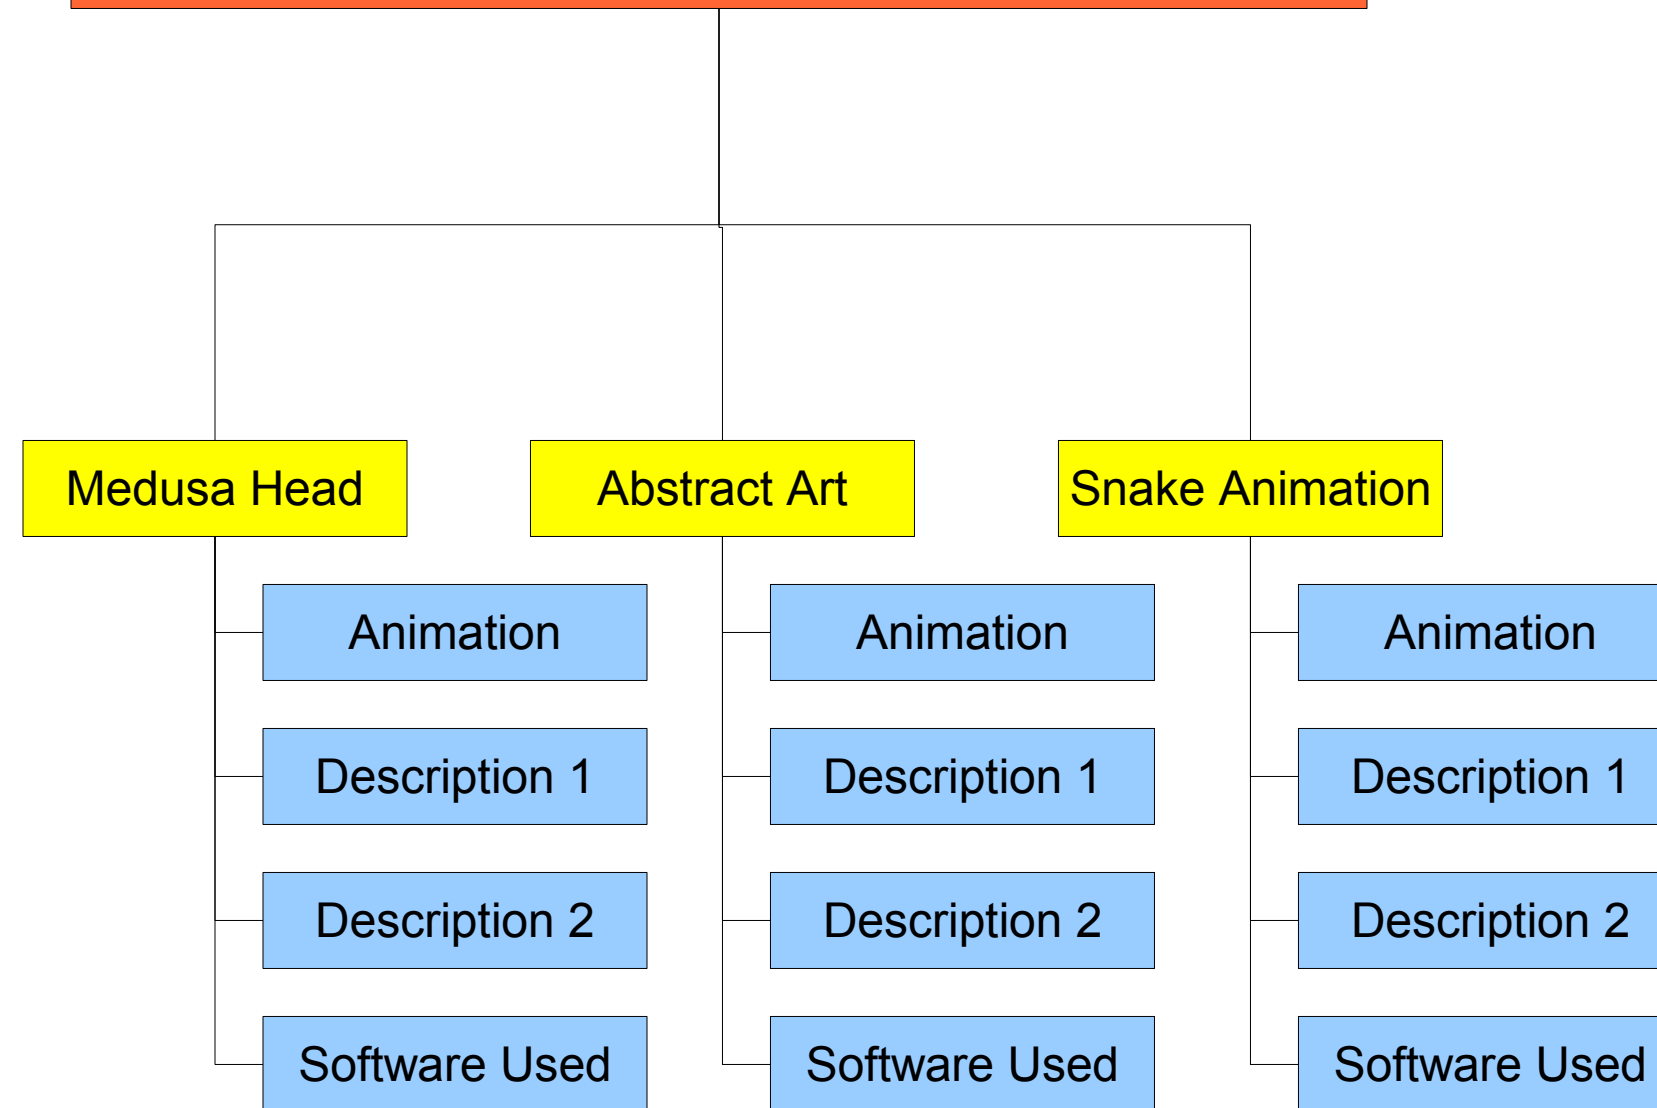 Medusa Head
Abstract Art
Snake Animation
Animation
Animation
Animation
Description 1
Description 1
Description 1
Description 2
Description 2
Description 2
Software Used
Software Used
Software Used